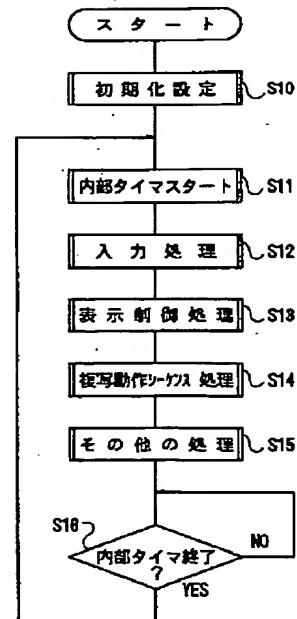 スタート
初期化設定 S10
内部タイマスタート S11
入力処理 S12
表示制御処理 S13
複写動作シーケンス処理 S14
その他の処理 S15
S16
内部タイマ終了 NO
?
YES